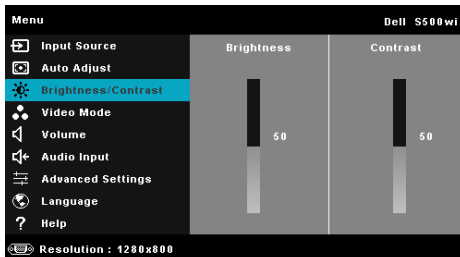 Menu Dell S500wi
Input Source
Auto Adjust
Brightness/Contrast
Video Mode
Volume
Audio Input
Advanced Settings
Language
? Help
Resolution : 1280x800
Brightness Contrast
50 50